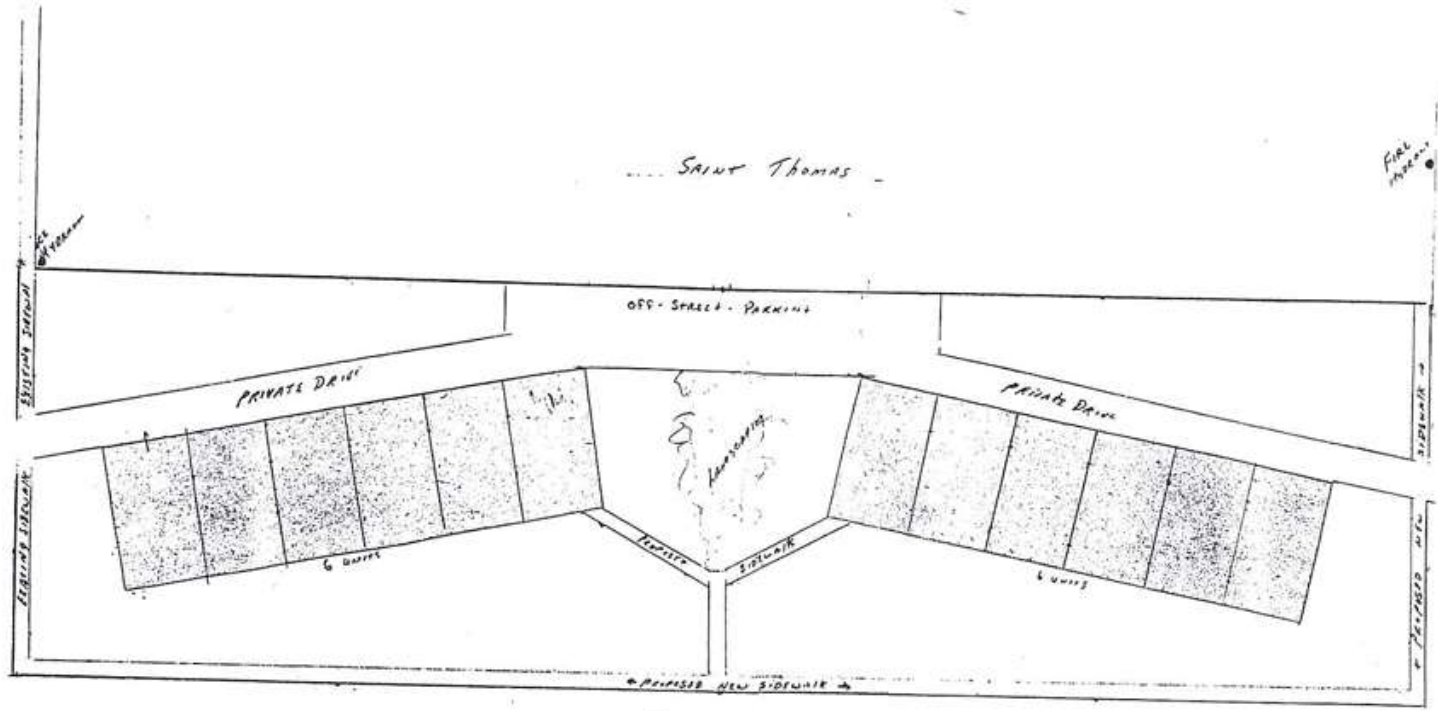 SAINT THOMAS
FIRE
HYDRANT
HYDRANT
OFF-STREET-PARKING
EXISTING SIDEWALK
PRIVATE DRIVE
PRIVATE DRIVE
SIDEWALK →
LANDSCAPING
EXISTING SIDEWALK
PROPOSED
SIDEWALK
6 UNITS
6 UNITS
← PROPOSED NEW
← PROPOSED NEW SIDEWALK →